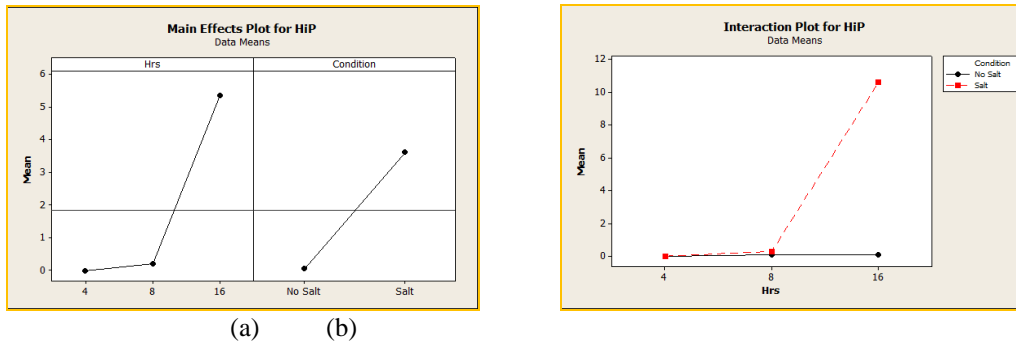 Main Effects Plot for HiP
Data Means
Hrs
Condition
6
5
4
3
2
1
0
Mean
4
8
16
No Salt
Salt
(a)
(b)
Interaction Plot for HiP
Data Means
12
10
8
6
4
2
0
Mean
4
8
16
Hrs
Condition
No Salt
Salt